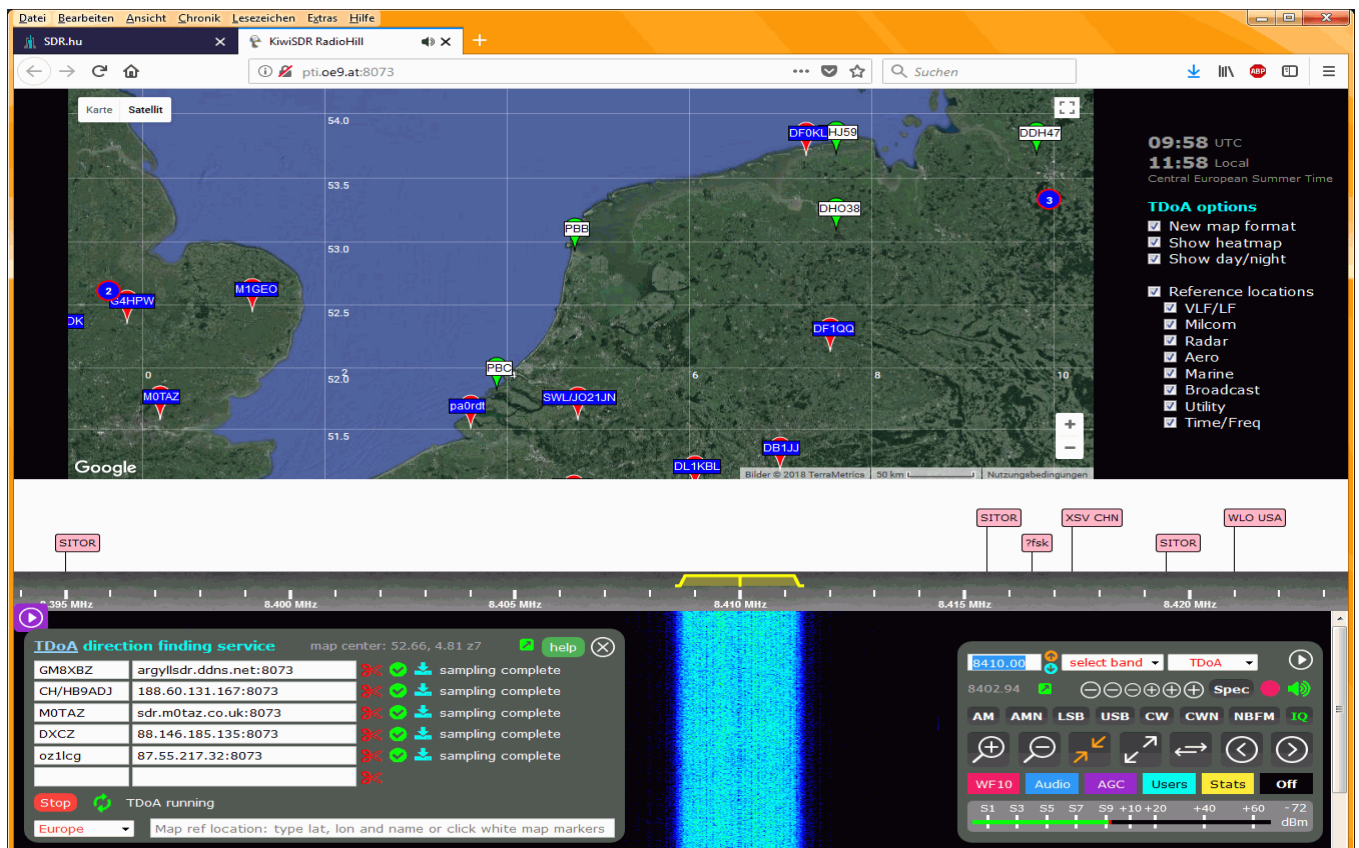 Datei Bearbeiten Ansicht Chronik Lesezeichen Extras Hilfe
SDR.hu KiwiSDR RadioHill
pti.oe9.at:8073 Suchen ABP
Karte Satellit
54.0
53.5
53.0
52.5
52.0
51.5
0 2 4 6 8 10
DF0KL HJ59 DDH47
DHO38 3
PBB
2 G4HPW M1GEO
DK DF1QQ
PBC
M0TAZ pa0rdt SWL/JO21JN
DB1JJ
DL1KBL
Google
Bilder © 2018 TerraMetrics 50 km Nutzungsbedingungen
+
−
09:58 UTC
11:58 Local
Central European Summer Time
TDoA options
New map format
Show heatmap
Show day/night
Reference locations
VLF/LF
Milcom
Radar
Aero
Marine
Broadcast
Utility
Time/Freq
SITOR XSV CHN WLO USA
SITOR ?fsk SITOR
8.395 MHz 8.400 MHz 8.405 MHz 8.410 MHz 8.415 MHz 8.420 MHz
TDoA direction finding service map center: 52.66, 4.81 z7 help
GM8XBZ argyllsdr.ddns.net:8073 sampling complete
CH/HB9ADJ 188.60.131.167:8073 sampling complete
M0TAZ sdr.m0taz.co.uk:8073 sampling complete
DXCZ 88.146.185.135:8073 sampling complete
oz1lcg 87.55.217.32:8073 sampling complete
Stop TDoA running
Europe Map ref location: type lat, lon and name or click white map markers
8410.00 select band TDoA
8402.94 Spec
AM AMN LSB USB CW CWN NBFM IQ
WF10 Audio AGC Users Stats Off
S1 S3 S5 S7 S9 +10 +20 +40 +60 -72
dBm